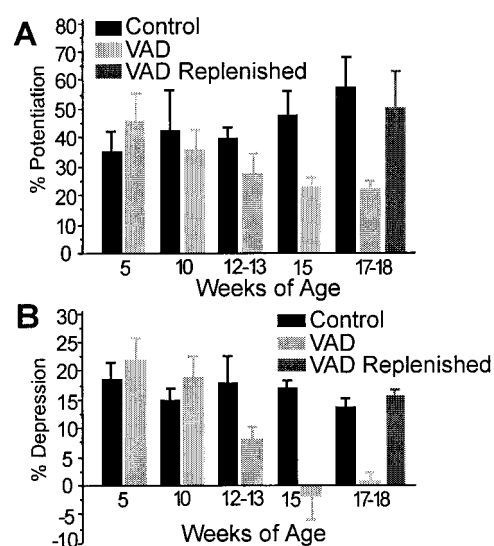 A
Control
VAD
VAD Replenished
% Potentiation
80
70
60
50
40
30
20
10
0
5 10 12-13 15 17-18
Weeks of Age
B
Control
VAD
VAD Replenished
% Depression
30
25
20
15
10
5
0
-5
-10
5 10 12-13 15 17-18
Weeks of Age